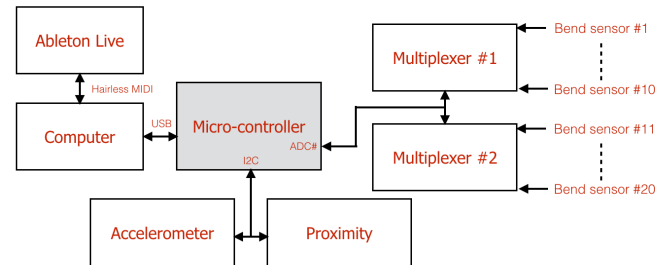 Ableton Live
Hairless MIDI
Computer
USB
Micro-controller
ADC#
I2C
Accelerometer
Proximity
Multiplexer #1
Multiplexer #2
Bend sensor #1
Bend sensor #10
Bend sensor #11
Bend sensor #20